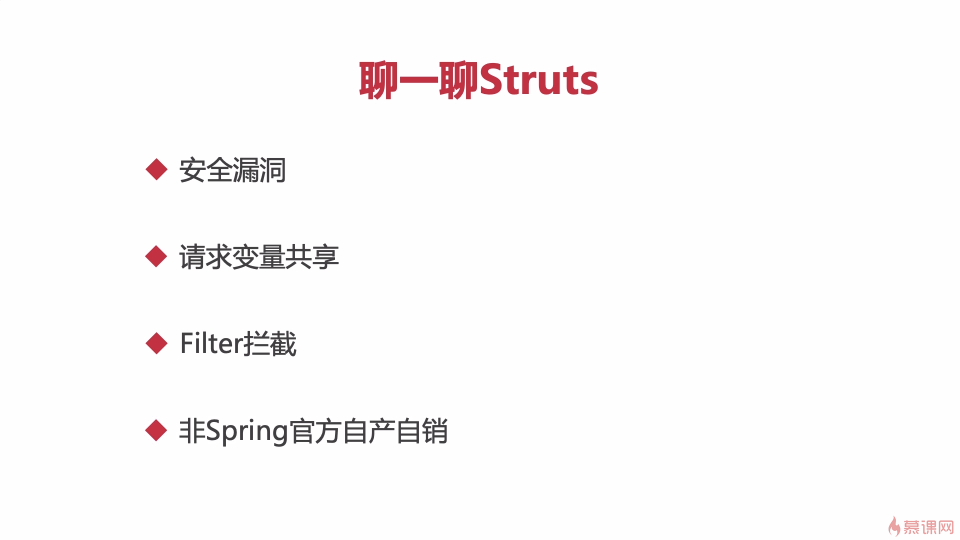 聊一聊Struts
安全漏洞
请求变量共享
Filter拦截
非Spring官方自产自销
慕课网